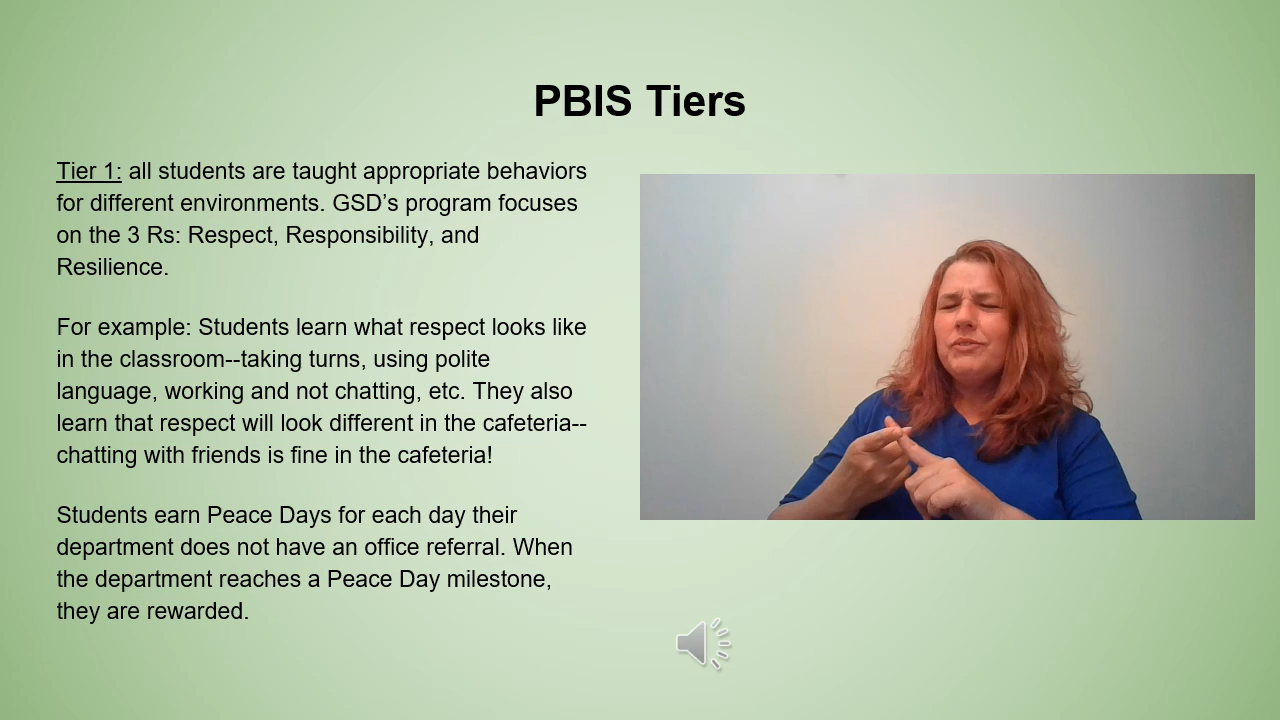 PBIS Tiers
Tier 1: all students are taught appropriate behaviors
for different environments. GSD’s program focuses
on the 3 Rs: Respect, Responsibility, and
Resilience.
For example: Students learn what respect looks like
in the classroom--taking turns, using polite
language, working and not chatting, etc. They also
learn that respect will look different in the cafeteria--
chatting with friends is fine in the cafeteria!
Students earn Peace Days for each day their
department does not have an office referral. When
the department reaches a Peace Day milestone,
they are rewarded.